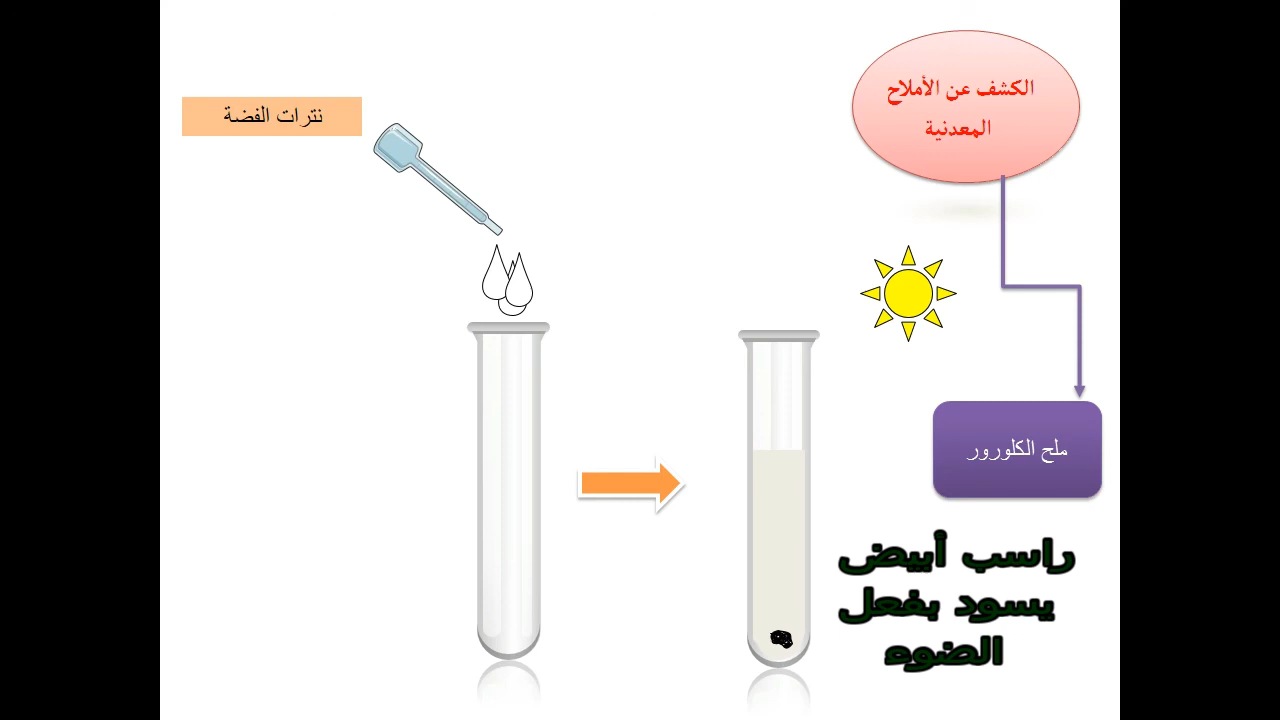 الكشف عن الأملاح
المعدنية
نترات الفضة
ملح الكلورور
راسب أبيض
يسود بفعل
الضوء